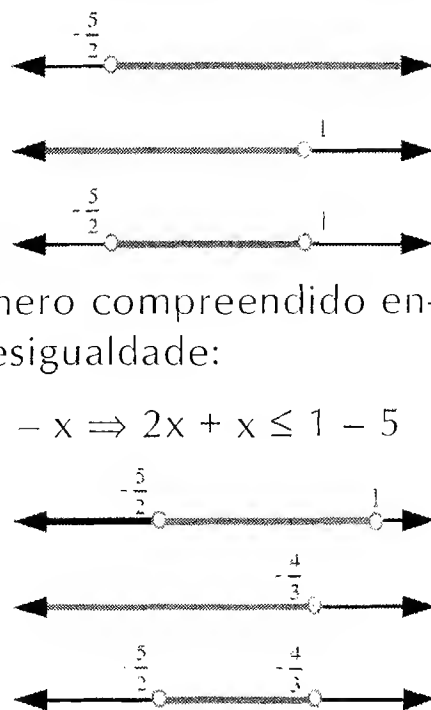 -5/2
1
-5/2 1
mero compreendido en-
esigualdade:
– x ⇒ 2x + x ≤ 1 – 5
-5/2 1
-4/3
-5/2 -4/3